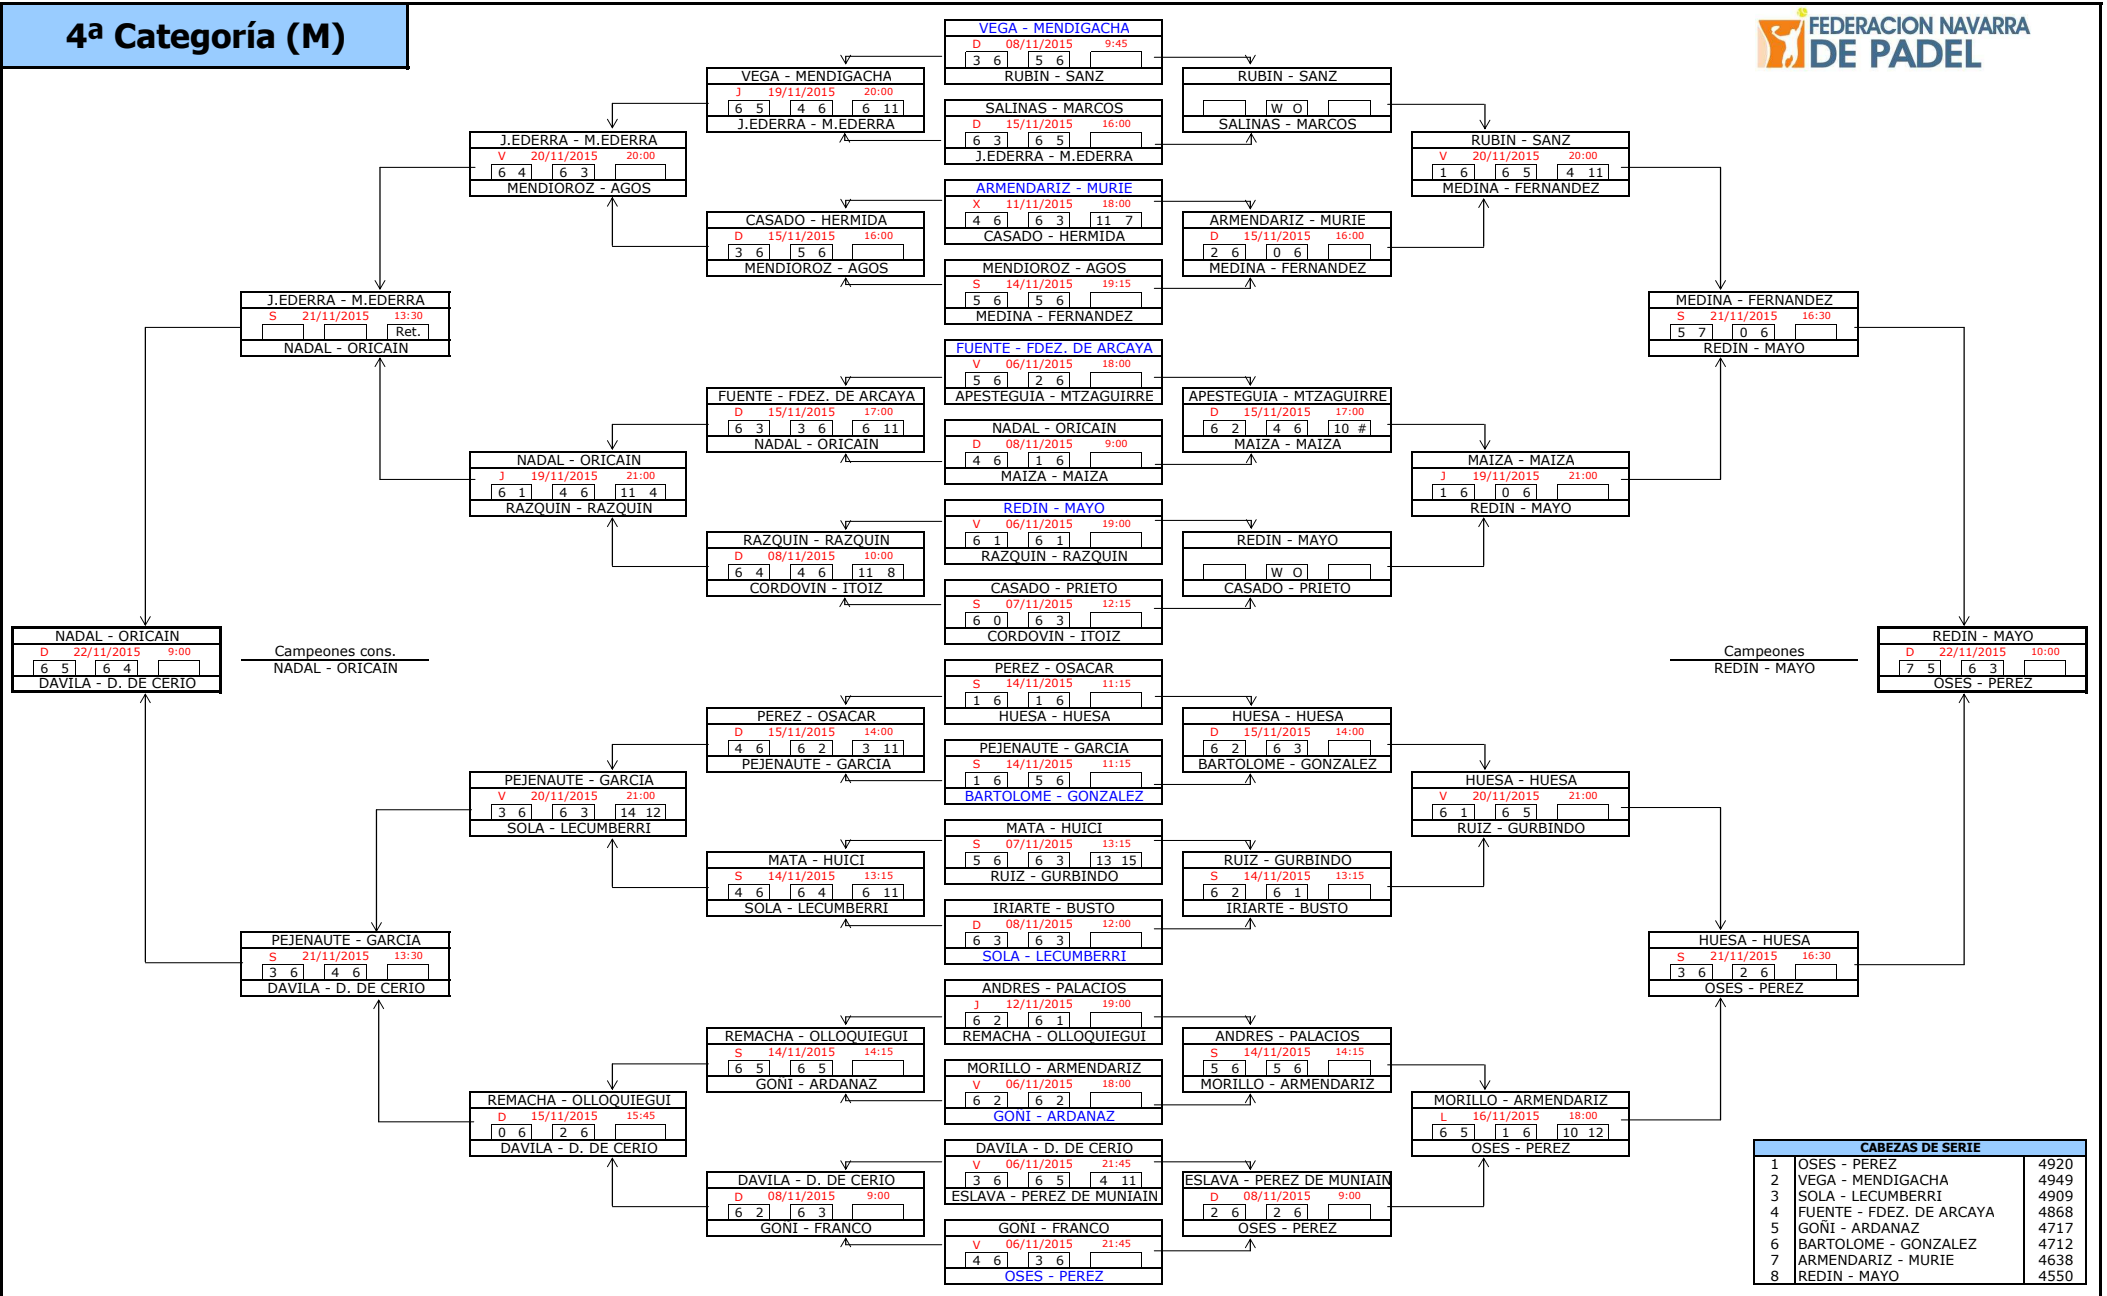 4ª Categoría (M)
FEDERACION NAVARRA
DE PADEL
VEGA - MENDIGACHA
D 08/11/2015 9:45
3 6 5 6
RUBIN - SANZ
SALINAS - MARCOS
D 15/11/2015 16:00
6 3 6 5
J.EDERRA - M.EDERRA
ARMENDARIZ - MURIE
X 11/11/2015 18:00
4 6 6 3 11 7
CASADO - HERMIDA
MENDIOROZ - AGOS
S 14/11/2015 19:15
5 6 5 6
MEDINA - FERNANDEZ
FUENTE - FDEZ. DE ARCAYA
V 06/11/2015 18:00
5 6 2 6
APESTEGUIA - MTZAGUIRRE
NADAL - ORICAIN
D 08/11/2015 9:00
4 6 1 6
MAIZA - MAIZA
REDIN - MAYO
V 06/11/2015 19:00
6 1 6 1
RAZQUIN - RAZQUIN
CASADO - PRIETO
S 07/11/2015 12:15
6 0 6 3
CORDOVIN - ITOIZ
PEREZ - OSACAR
S 14/11/2015 11:15
1 6 1 6
HUESA - HUESA
PEJENAUTE - GARCIA
S 14/11/2015 11:15
1 6 5 6
BARTOLOME - GONZALEZ
MATA - HUICI
S 07/11/2015 13:15
5 6 6 3 13 15
RUIZ - GURBINDO
IRIARTE - BUSTO
D 08/11/2015 12:00
6 3 6 3
SOLA - LECUMBERRI
ANDRES - PALACIOS
J 12/11/2015 19:00
6 2 6 1
REMACHA - OLLOQUIEGUI
MORILLO - ARMENDARIZ
V 06/11/2015 18:00
6 2 6 2
GOÑI - ARDANAZ
DAVILA - D. DE CERIO
V 06/11/2015 21:45
3 6 6 5 4 11
ESLAVA - PEREZ DE MUNIAIN
GOÑI - FRANCO
V 06/11/2015 21:45
4 6 3 6
OSES - PEREZ
VEGA - MENDIGACHA
J 19/11/2015 20:00
6 5 4 6 6 11
J.EDERRA - M.EDERRA
CASADO - HERMIDA
D 15/11/2015 16:00
3 6 5 6
MENDIOROZ - AGOS
FUENTE - FDEZ. DE ARCAYA
D 15/11/2015 17:00
6 3 3 6 6 11
NADAL - ORICAIN
RAZQUIN - RAZQUIN
D 08/11/2015 10:00
6 4 4 6 11 8
CORDOVIN - ITOIZ
PEREZ - OSACAR
D 15/11/2015 14:00
4 6 6 2 3 11
PEJENAUTE - GARCIA
MATA - HUICI
S 14/11/2015 13:15
4 6 6 4 6 11
SOLA - LECUMBERRI
REMACHA - OLLOQUIEGUI
S 14/11/2015 14:15
6 5 6 5
GOÑI - ARDANAZ
DAVILA - D. DE CERIO
D 08/11/2015 9:00
6 2 6 3
GOÑI - FRANCO
J.EDERRA - M.EDERRA
V 20/11/2015 20:00
6 4 6 3
MENDIOROZ - AGOS
NADAL - ORICAIN
J 19/11/2015 21:00
6 1 4 6 11 4
RAZQUIN - RAZQUIN
PEJENAUTE - GARCIA
V 20/11/2015 21:00
3 6 6 3 14 12
SOLA - LECUMBERRI
REMACHA - OLLOQUIEGUI
D 15/11/2015 15:45
0 6 2 6
DAVILA - D. DE CERIO
J.EDERRA - M.EDERRA
S 21/11/2015 13:30
Ret.
NADAL - ORICAIN
PEJENAUTE - GARCIA
S 21/11/2015 13:30
3 6 4 6
DAVILA - D. DE CERIO
NADAL - ORICAIN
D 22/11/2015 9:00
6 5 6 4
DAVILA - D. DE CERIO
Campeones cons.
NADAL - ORICAIN
RUBIN - SANZ
W O
SALINAS - MARCOS
ARMENDARIZ - MURIE
D 15/11/2015 16:00
2 6 0 6
MEDINA - FERNANDEZ
APESTEGUIA - MTZAGUIRRE
D 15/11/2015 17:00
6 2 4 6 10 #
MAIZA - MAIZA
REDIN - MAYO
W O
CASADO - PRIETO
HUESA - HUESA
D 15/11/2015 14:00
6 2 6 3
BARTOLOME - GONZALEZ
RUIZ - GURBINDO
S 14/11/2015 13:15
6 2 6 1
IRIARTE - BUSTO
ANDRES - PALACIOS
S 14/11/2015 14:15
5 6 5 6
MORILLO - ARMENDARIZ
ESLAVA - PEREZ DE MUNIAIN
D 08/11/2015 9:00
2 6 2 6
OSES - PEREZ
RUBIN - SANZ
V 20/11/2015 20:00
1 6 6 5 4 11
MEDINA - FERNANDEZ
MAIZA - MAIZA
J 19/11/2015 21:00
1 6 0 6
REDIN - MAYO
HUESA - HUESA
V 20/11/2015 21:00
6 1 6 5
RUIZ - GURBINDO
MORILLO - ARMENDARIZ
L 16/11/2015 18:00
6 5 1 6 10 12
OSES - PEREZ
MEDINA - FERNANDEZ
S 21/11/2015 16:30
5 7 0 6
REDIN - MAYO
HUESA - HUESA
S 21/11/2015 16:30
3 6 2 6
OSES - PEREZ
Campeones
REDIN - MAYO
REDIN - MAYO
D 22/11/2015 10:00
7 5 6 3
OSES - PEREZ
CABEZAS DE SERIE
1 OSES - PEREZ 4920
2 VEGA - MENDIGACHA 4949
3 SOLA - LECUMBERRI 4909
4 FUENTE - FDEZ. DE ARCAYA 4868
5 GOÑI - ARDANAZ 4717
6 BARTOLOME - GONZALEZ 4712
7 ARMENDARIZ - MURIE 4638
8 REDIN - MAYO 4550